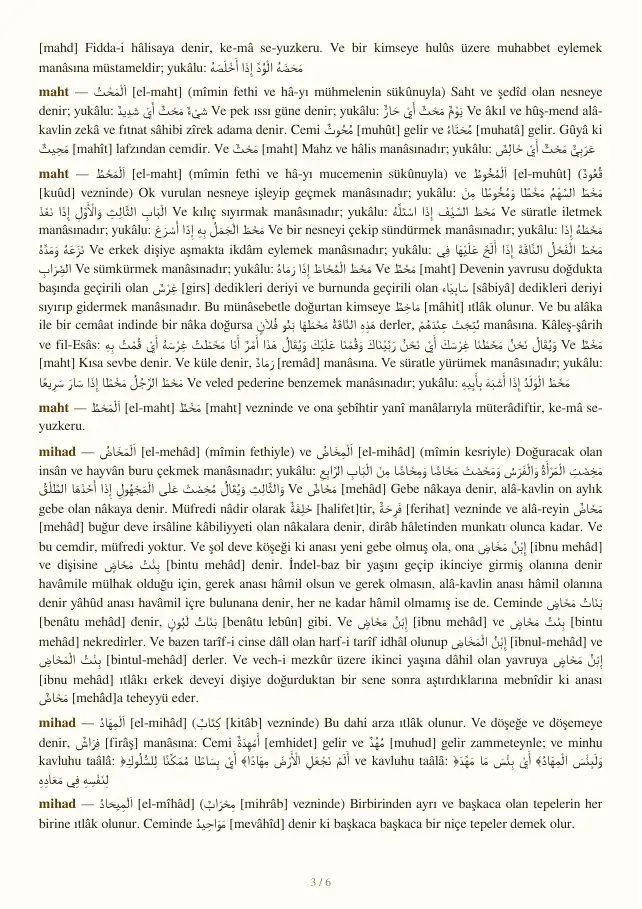 [mahd] Fidda-i hâlisaya denir, ke-mâ se-yuzkeru. Ve bir kimseye hulûs üzere muhabbet eylemek
manâsına müstameldir; yukâlu: مَحَضَهُ الْوُدَّ إِذَا أَخْلَصَهُ
maht — اَلْمَحْتُ [el-maht] (mîmin fethi ve hâ-yı mühmelenin sükûnuyla) Saht ve şedîd olan nesneye
denir; yukâlu: شَيْءٌ مَحْتٌ أَيْ شَدِيدٌ Ve pek ıssı güne denir; yukâlu: يَوْمٌ مَحْتٌ أَيْ حَارٌّ Ve âkıl ve hûş-mend alâ-
kavlin zekâ ve fıtnat sâhibi zîrek adama denir. Cemi مُحُوتٌ [muhût] gelir ve مُحَتَاءُ [muhatâ] gelir. Gûyâ ki
مَحِيتٌ [mahît] lafzından cemdir. Ve مَحْتٌ [maht] Mahz ve hâlis manâsınadır; yukâlu: عَرَبِيٌّ مَحْتٌ أَيْ خَالِصٌ
maht — اَلْمَخْطُ [el-maht] (mîmin fethi ve hâ-yı mucemenin sükûnuyla) ve اَلْمُخُوطُ [el-muhût] (قُعُودٌ
[kuûd] vezninde) Ok vurulan nesneye işleyip geçmek manâsınadır; yukâlu: مَخَطَ السَّهْمُ مَخْطًا وَمُخُوطًا مِنَ
الْبَابِ الثَّالِثِ وَالْأَوَّلِ إِذَا نَفَذَ Ve kılıç sıyırmak manâsınadır; yukâlu: مَخَطَ السَّيْفَ إِذَا اسْتَلَّهُ Ve süratle iletmek
manâsınadır; yukâlu: مَخَطَ الْجَمَلُ بِهِ إِذَا أَسْرَعَ Ve bir nesneyi çekip sündürmek manâsınadır; yukâlu: مَخَطَهُ إِذَا
نَزَعَهُ وَمَدَّهُ Ve erkek dişiye aşmakta ikdâm eylemek manâsınadır; yukâlu: مَخَطَ الْفَحْلُ النَّاقَةَ إِذَا أَلَحَّ عَلَيْهَا فِي
الضِّرَابِ Ve sümkürmek manâsınadır; yukâlu: مَخَطَ الْمُخَاطَ إِذَا رَمَاهُ Ve مَخْطٌ [maht] Devenin yavrusu doğdukta
başında geçirili olan غِرْسٌ [girs] dedikleri deriyi ve burnunda geçirili olan سَابِيَاء [sâbiyâ] dedikleri deriyi
sıyırıp gidermek manâsınadır. Bu münâsebetle doğurtan kimseye مَاخِطٌ [mâhit] ıtlâk olunur. Ve bu alâka
ile bir cemâat indinde bir nâka doğursa هَذِهِ النَّاقَةُ مَخَطَهَا بَنُو فُلاَنٍ derler, نُتِجَتْ عِنْدَهُمْ manâsına. Kâleş-şârih
ve fil-Esâs: وَيُقَالُ نَحْنُ مَخَطْنَا غِرْسَكَ أَيْ نَحْنُ رَبَّيْنَاكَ وَقُمْنَا عَلَيْكَ وَيُقَالُ هَذَا أَمْرٌ أَنَا مَخَطْتُ غِرْسَهُ أَيْ قُمْتُ بِهِ Ve مَخْطٌ
[maht] Kısa sevbe denir. Ve küle denir, رَمَادٌ [remâd] manâsına. Ve süratle yürümek manâsınadır; yukâlu:
مَخَطَ الرَّجُلُ مَخْطًا إِذَا سَارَ سَرِيعًا Ve veled pederine benzemek manâsınadır; yukâlu: مَخَطَ الْوَلَدُ إِذَا أَشْبَهَ بِأَبِيهِ
maht — اَلْمَخَطُ [el-maht] مَخْطٌ [maht] vezninde ve ona şebîhtir yanî manâlarıyla müterâdiftir, ke-mâ se-
yuzkeru.
mihad — اَلْمَخَاضُ [el-mehâd] (mîmin fethiyle) ve اَلْمِخَاضُ [el-mihâd] (mîmin kesriyle) Doğuracak olan
insân ve hayvân buru çekmek manâsınadır; yukâlu: مَخِضَتِ الْمَرْأَةُ وَالْفَرَسُ وَمَخَضَتْ مَخَاضًا وَمِخَاضًا مِنَ الْبَابِ الرَّابِعِ
وَالثَّالِثِ وَيُقَالُ مُخِضَتْ عَلَى الْمَجْهُولِ إِذَا أَخَذَهَا الطَّلْقُ Ve مَخَاضٌ [mehâd] Gebe nâkaya denir, alâ-kavlin on aylık
gebe olan nâkaya denir. Müfredi nâdir olarak خَلِفَةٌ [halifet]tir, فَرِحَةٌ [ferihat] vezninde ve alâ-reyin مَخَاضٌ
[mehâd] buğur deve irsâline kâbiliyyeti olan nâkalara denir, dirâb hâletinden munkatı olunca kadar. Ve
bu cemdir, müfredi yoktur. Ve şol deve köşeği ki anası yeni gebe olmuş ola, ona إِبْنُ مَخَاضٍ [ibnu mehâd]
ve dişisine بِنْتُ مَخَاضٍ [bintu mehâd] denir. İndel-baz bir yaşını geçip ikinciye girmiş olanına denir
havâmile mülhak olduğu için, gerek anası hâmil olsun ve gerek olmasın, alâ-kavlin anası hâmil olanına
denir yâhûd anası havâmil içre bulunana denir, her ne kadar hâmil olmamış ise de. Ceminde بَنَاتُ مَخَاضٍ
[benâtu mehâd] denir, بَنَاتُ لَبُونٍ [benâtu lebûn] gibi. Ve إِبْنُ مَخَاضٍ [ibnu mehâd] ve بِنْتُ مَخَاضٍ [bintu
mehâd] nekredirler. Ve bazen tarîf-i cinse dâll olan harf-i tarîf idhâl olunup إِبْنُ الْمَخَاضِ [ibnul-mehâd] ve
بِنْتُ الْمَخَاضِ [bintul-mehâd] derler. Ve vech-i mezkûr üzere ikinci yaşına dâhil olan yavruya إِبْنُ مَخَاضٍ
[ibnu mehâd] ıtlâkı erkek deveyi dişiye doğurduktan bir sene sonra aştırdıklarına mebnîdir ki anası
مَخَاضٌ [mehâd]a teheyyü eder.
mihad — اَلْمِهَادُ [el-mihâd] (كِتَابٌ [kitâb] vezninde) Bu dahi arza ıtlâk olunur. Ve döşeğe ve döşemeye
denir, فِرَاشٌ [firâş] manâsına: Cemi أَمْهِدَةٌ [emhidet] gelir ve مُهُدٌ [muhud] gelir zammeteynle; ve minhu
kavluhu taâlâ: ﴿أَلَمْ نَجْعَلِ الْأَرْضَ مِهَادًا﴾ أَيْ بِسَاطًا مُمَكَّنًا لِلسُّلُوكِ ve kavluhu taâlâ: ﴿وَلَبِئْسَ الْمِهَادُ﴾ أَيْ بِئْسَ مَا مَهَّدَ
لِنَفْسِهِ فِي مَعَادِهِ
mihad — اَلْمِيحَادُ [el-mîhâd] (مِحْرَابٌ [mihrâb] vezninde) Birbirinden ayrı ve başkaca olan tepelerin her
birine ıtlâk olunur. Ceminde مَوَاحِيدُ [mevâhîd] denir ki başkaca başkaca bir niçe tepeler demek olur.
3 / 6